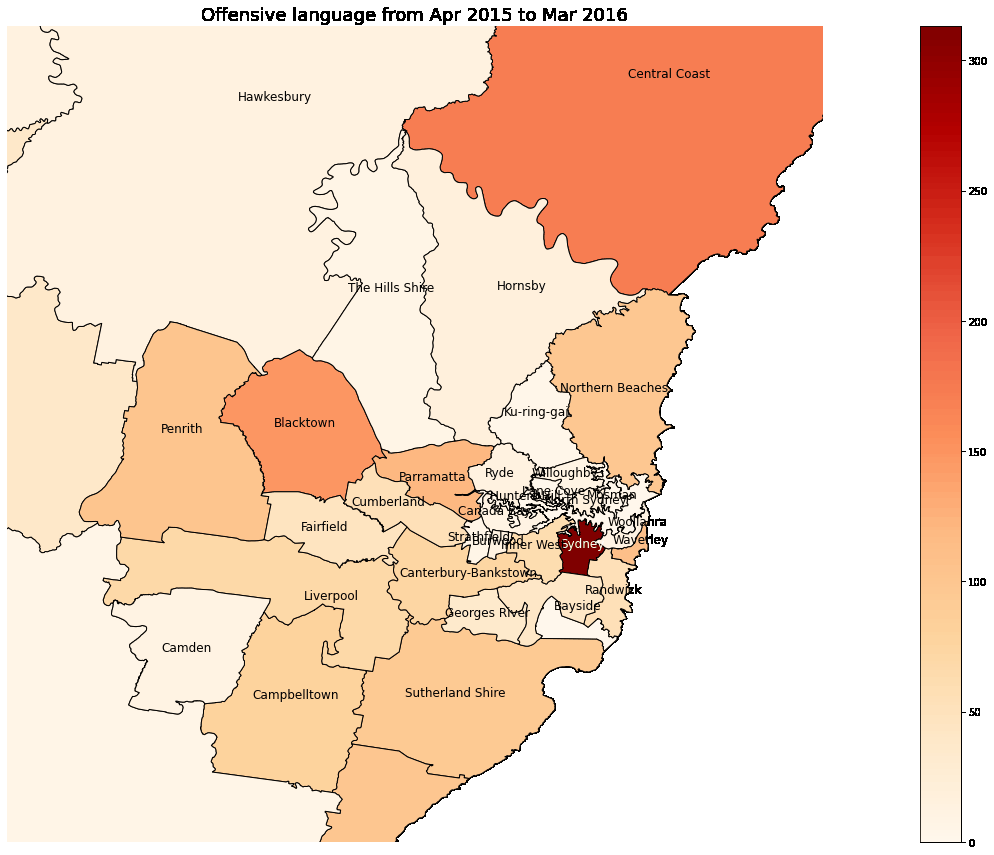 Offensive language from Apr 2015 to Mar 2016
Central Coast
Hawkesbury
The Hills Shire
Hornsby
Northern Beaches
Ku-ring-gai
Blacktown
Penrith
Parramatta
Ryde
Willoughby
Lane Cove
Mosman
Hunters Hill
North Sydney
Cumberland
Canada Bay
Woollahra
Fairfield
Strathfield
Burwood
Inner West
Sydney
Waverley
Canterbury-Bankstown
Randwick
Liverpool
Bayside
Georges River
Camden
Campbelltown
Sutherland Shire
300
250
200
150
100
50
0